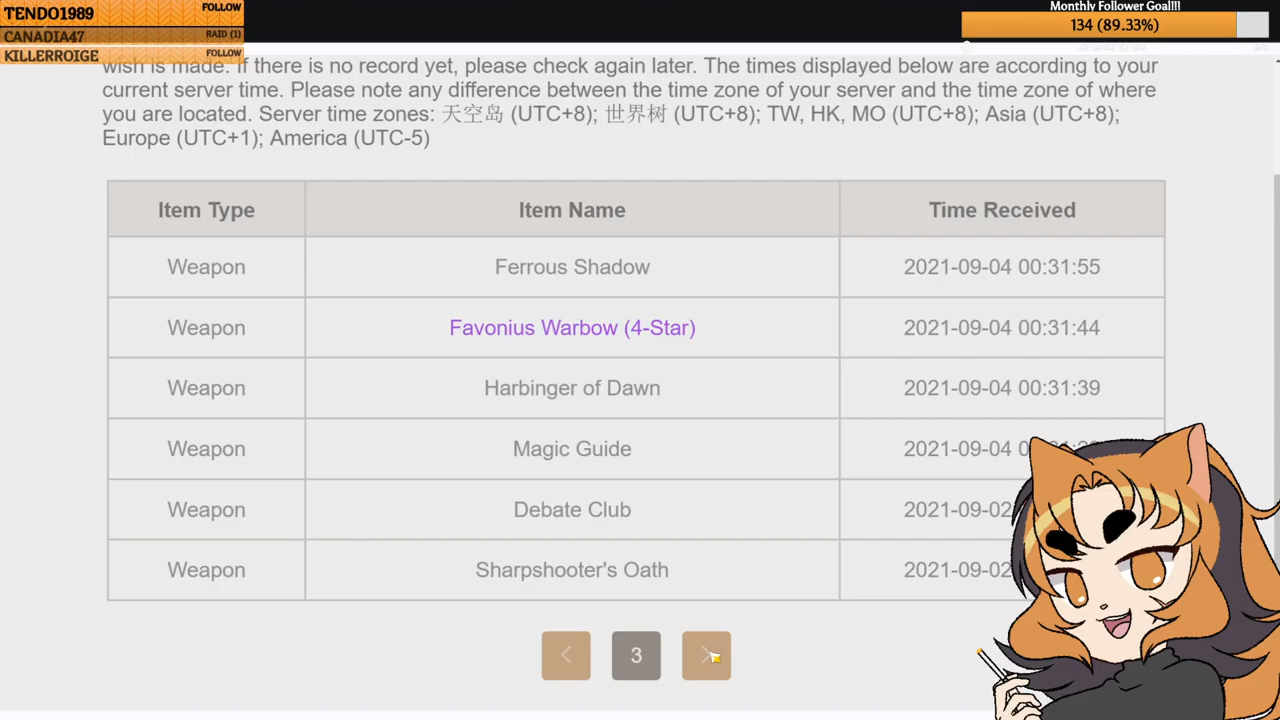 TENDO1989 FOLLOW
CANADIA47 RAID (1)
KILLERROIGE FOLLOW
Monthly Follower Goal!!!
134 (89.33%)
wish is made. If there is no record yet, please check again later. The times displayed below are according to your
current server time. Please note any difference between the time zone of your server and the time zone of where
you are located. Server time zones: 天空岛 (UTC+8); 世界树 (UTC+8); TW, HK, MO (UTC+8); Asia (UTC+8);
Europe (UTC+1); America (UTC-5)
Item Type Item Name Time Received
Weapon Ferrous Shadow 2021-09-04 00:31:55
Weapon Favonius Warbow (4-Star) 2021-09-04 00:31:44
Weapon Harbinger of Dawn 2021-09-04 00:31:39
Weapon Magic Guide 2021-09-04
Weapon Debate Club 2021-09-02
Weapon Sharpshooter's Oath 2021-09-02
3